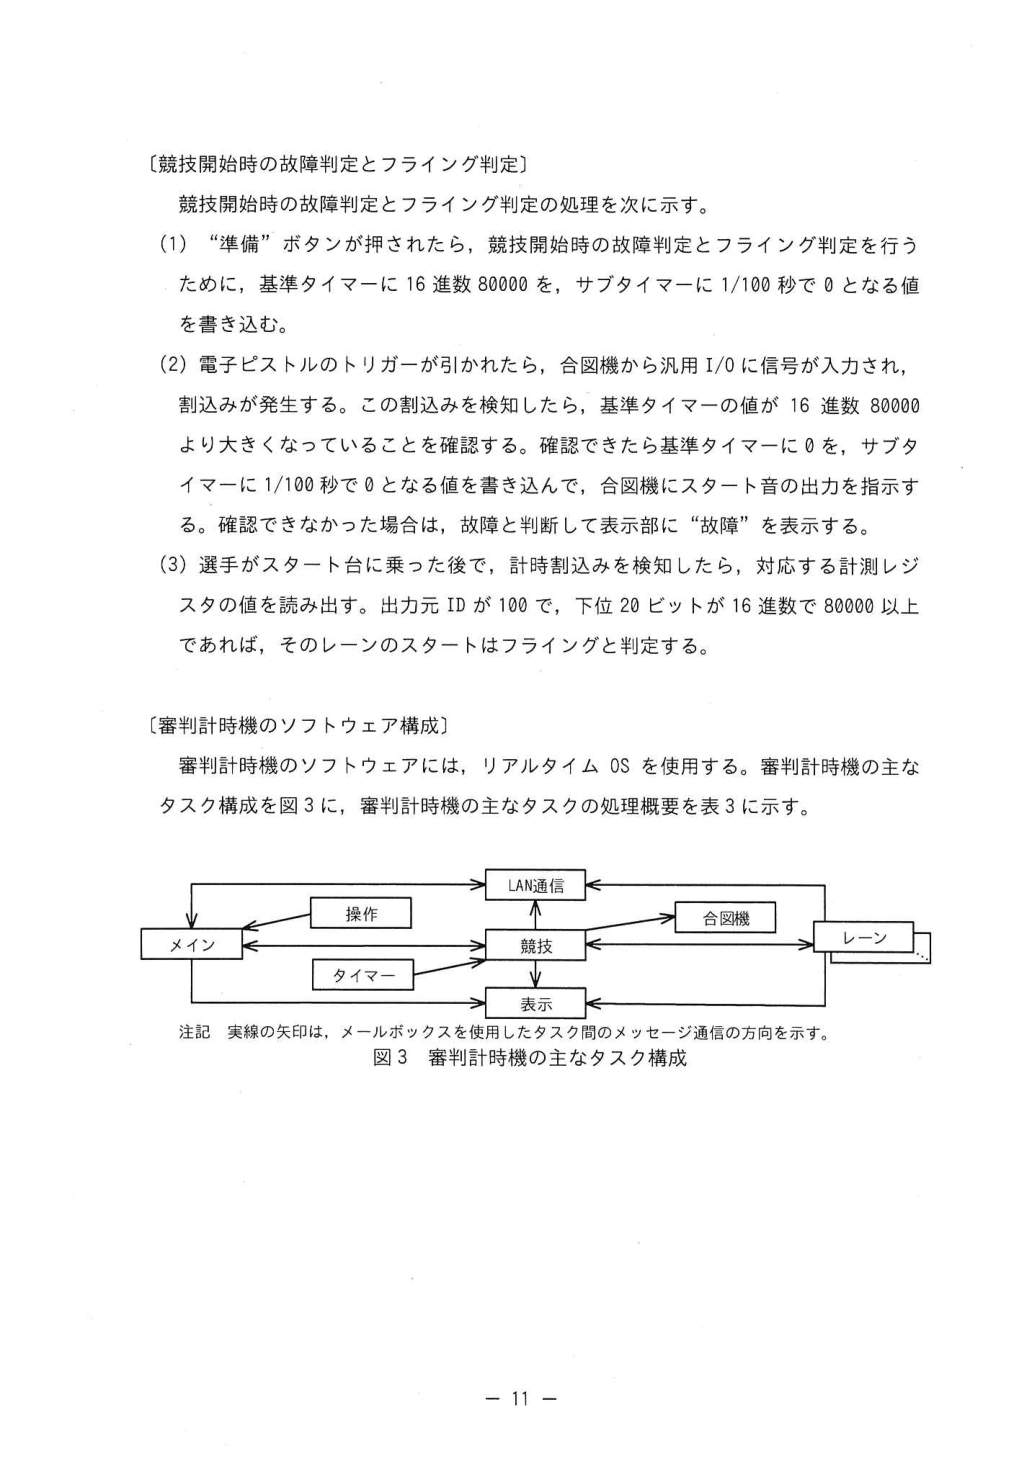 〔競技開始時の故障判定とフライング判定〕
競技開始時の故障判定とフライング判定の処理を次に示す。
(1) “準備”ボタンが押されたら，競技開始時の故障判定とフライング判定を行う
ために，基準タイマーに 16 進数 80000 を，サブタイマーに 1/100 秒で 0 となる値
を書き込む。
(2) 電子ピストルのトリガーが引かれたら，合図機から汎用 I/O に信号が入力され，
割込みが発生する。この割込みを検知したら，基準タイマーの値が 16 進数 80000
より大きくなっていることを確認する。確認できたら基準タイマーに 0 を，サブタ
イマーに 1/100 秒で 0 となる値を書き込んで，合図機にスタート音の出力を指示す
る。確認できなかった場合は，故障と判断して表示部に“故障”を表示する。
(3) 選手がスタート台に乗った後で，計時割込みを検知したら，対応する計測レジ
スタの値を読み出す。出力元 ID が 100 で，下位 20 ビットが 16 進数で 80000 以上
であれば，そのレーンのスタートはフライングと判定する。
〔審判計時機のソフトウェア構成〕
審判計時機のソフトウェアには，リアルタイム OS を使用する。審判計時機の主な
タスク構成を図 3 に，審判計時機の主なタスクの処理概要を表 3 に示す。
LAN通信
操作
合図機
メイン
競技
レーン
タイマー
表示
注記 実線の矢印は，メールボックスを使用したタスク間のメッセージ通信の方向を示す。
図 3 審判計時機の主なタスク構成
－ 11 －